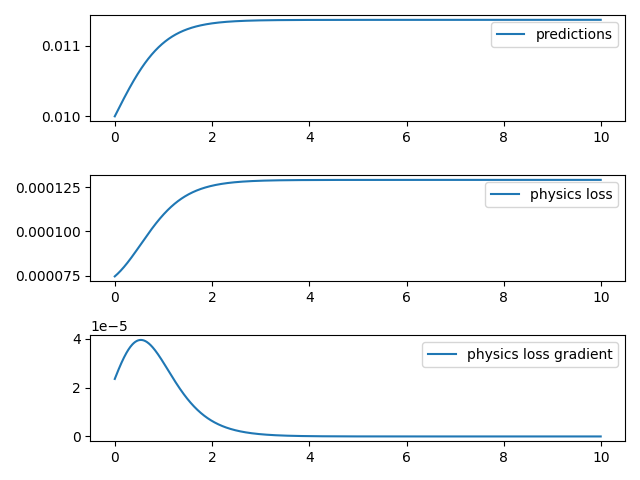 0.011
0.010
predictions
0 2 4 6 8 10
0.000125
0.000100
0.000075
physics loss
0 2 4 6 8 10
1e−5
4
2
0
physics loss gradient
0 2 4 6 8 10